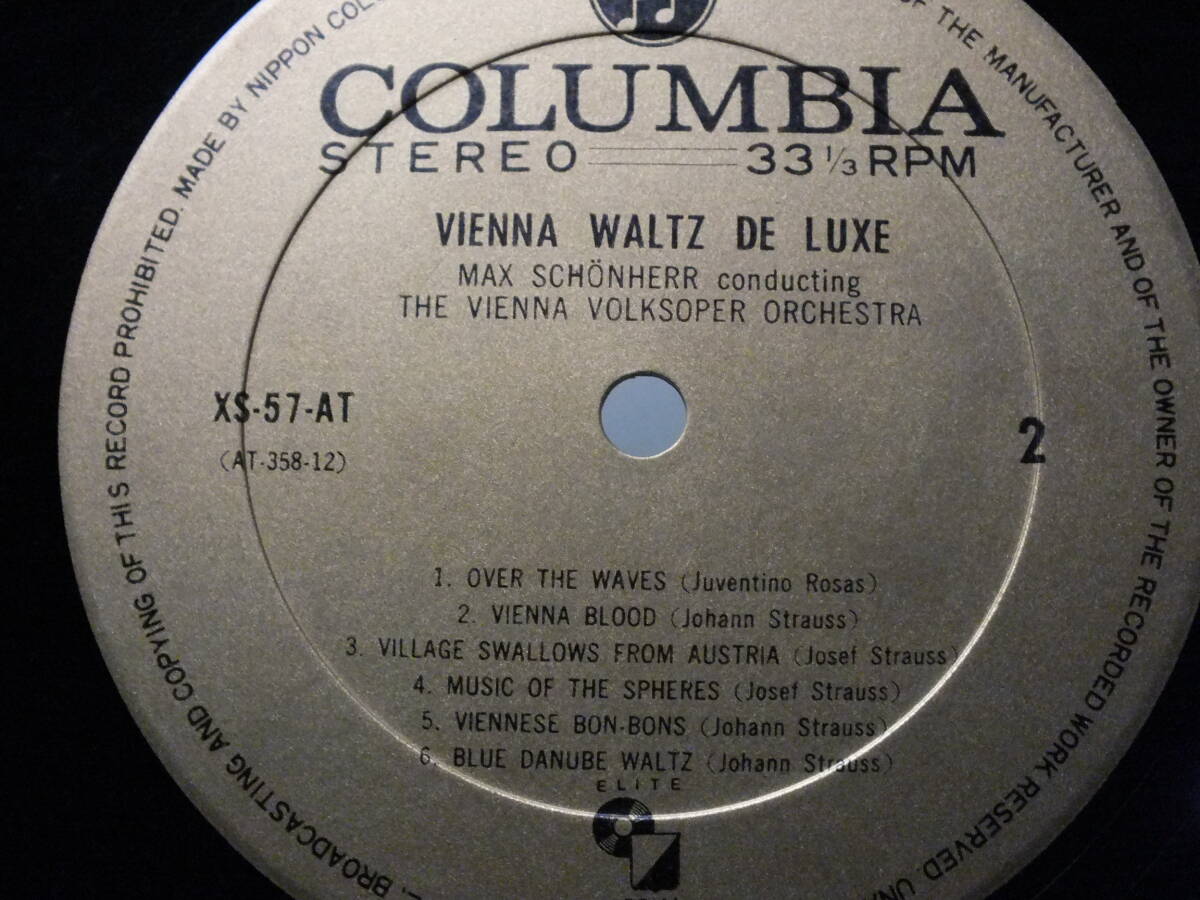 COLUMBIA
STEREO 33 1/3 RPM
VIENNA WALTZ DE LUXE
MAX SCHÖNHERR conducting
THE VIENNA VOLKSOPER ORCHESTRA
XS-57-AT
(AT-358-12)
2
1. OVER THE WAVES (Juventino Rosas)
2. VIENNA BLOOD (Johann Strauss)
3. VILLAGE SWALLOWS FROM AUSTRIA (Josef Strauss)
4. MUSIC OF THE SPHERES (Josef Strauss)
5. VIENNESE BON-BONS (Johann Strauss)
6. BLUE DANUBE WALTZ (Johann Strauss)
ELITE
BROADCASTING AND COPYING OF THIS RECORD PROHIBITED. MADE BY NIPPON
OF THE MANUFACTURER AND OF THE OWNER OF THE RECORDED WORK RESERVED.